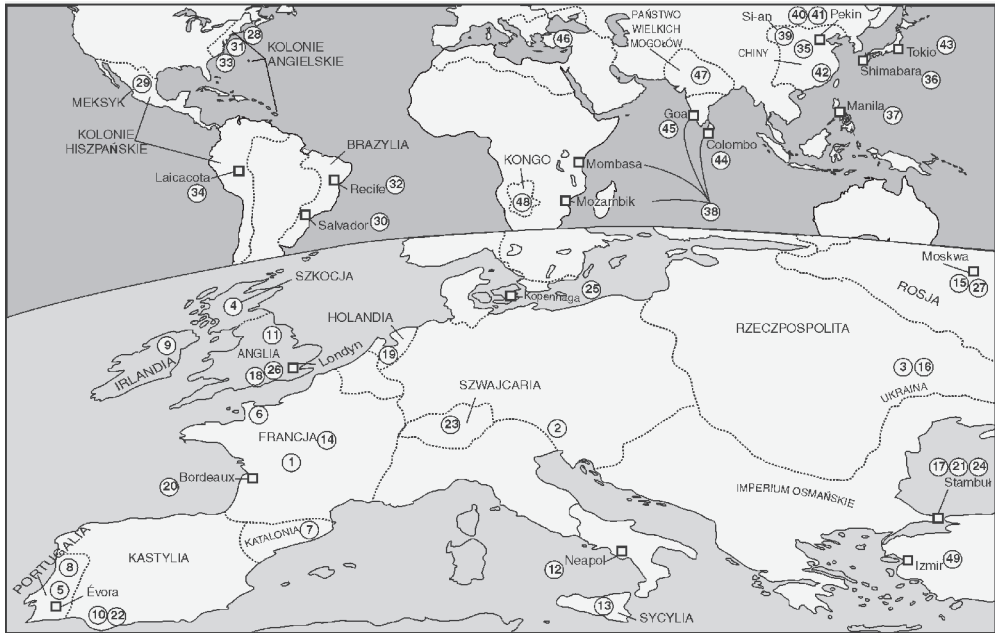 40 41
Si-an Pekin
39
35
CHINY
42
Tokio 43
Shimabara
36
PAŃSTWO
WIELKICH
MOGOŁÓW
47
46
28
31
33
KOLONIE
ANGIELSKIE
29
MEKSYK
KOLONIE
HISZPAŃSKIE
Manila
37
Goa
45
Colombo
44
BRAZYLIA
Laicacota
34
Recife 32
Salvador 30
KONGO
48
Mombasa
Mozambik
38
Moskwa
15 27
ROSJA
SZKOCJA
4
25
Kopenhaga
HOLANDIA
19
RZECZPOSPOLITA
9
IRLANDIA
11
ANGLIA
18 26
Londyn
3 16
UKRAINA
SZWAJCARIA
23
2
6
FRANCJA 14
1
Bordeaux
20
17 21 24
Stambuł
IMPERIUM OSMAŃSKIE
KATALONIA 7
PORTUGALIA
KASTYLIA
8
5
Évora
10 22
Neapol
12
13
SYCYLIA
Izmir 49